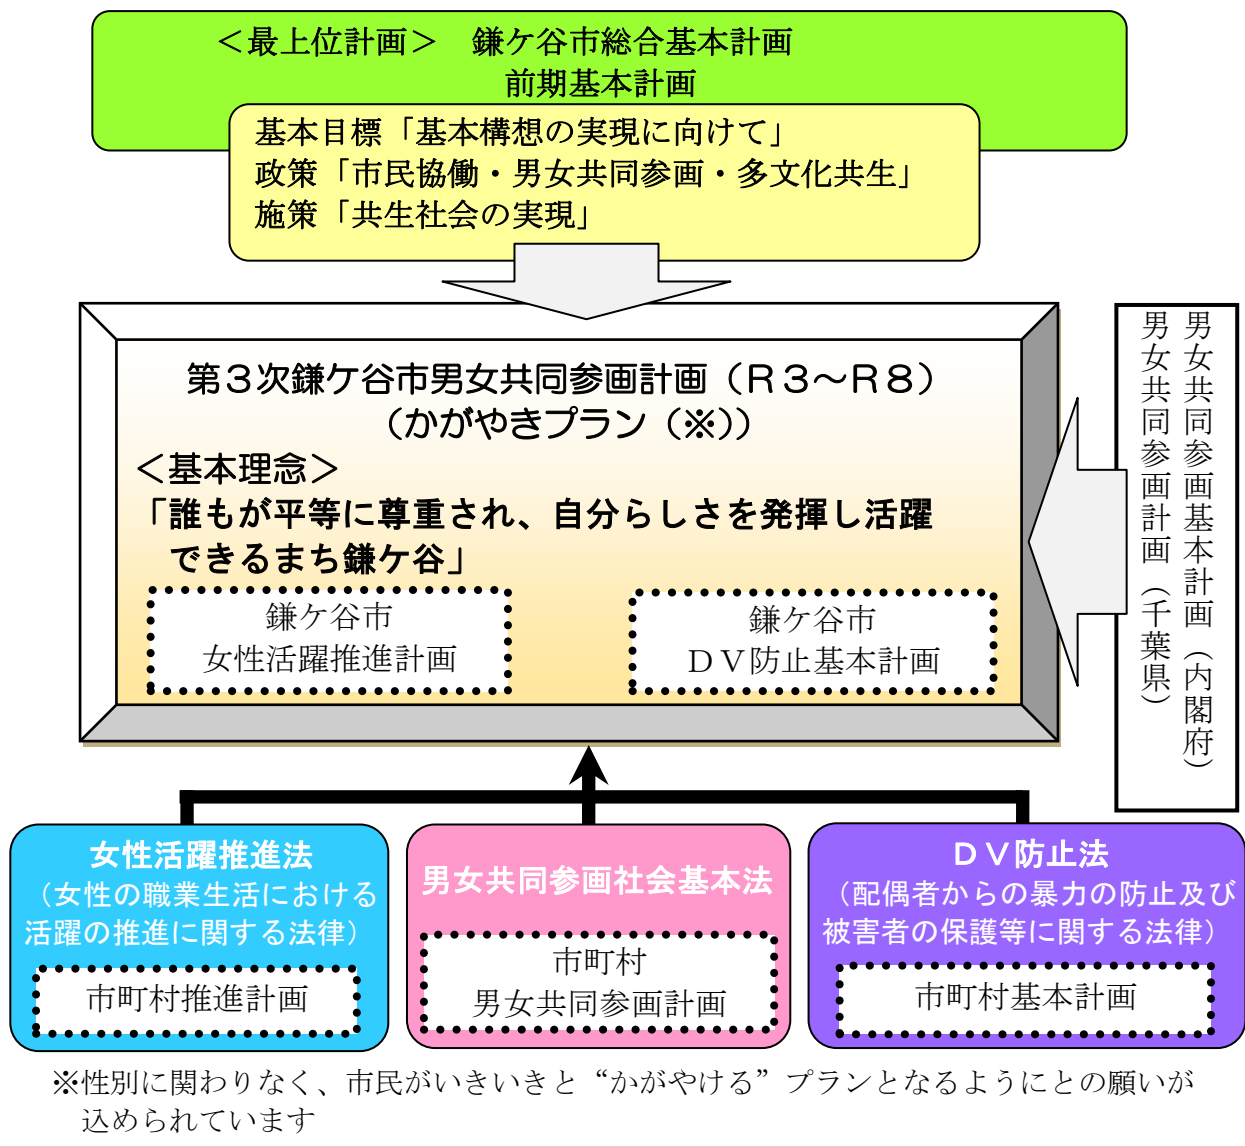 ＜最上位計画＞　鎌ケ谷市総合基本計画
前期基本計画
基本目標「基本構想の実現に向けて」
政策「市民協働・男女共同参画・多文化共生」
施策「共生社会の実現」
第３次鎌ケ谷市男女共同参画計画（Ｒ３～Ｒ８）
（かがやきプラン（※））
＜基本理念＞
「誰もが平等に尊重され、自分らしさを発揮し活躍
できるまち鎌ケ谷」
鎌ケ谷市
女性活躍推進計画
鎌ケ谷市
ＤＶ防止基本計画
男女共同参画基本計画（内閣府）
男女共同参画計画（千葉県）
女性活躍推進法
（女性の職業生活における
活躍の推進に関する法律）
市町村推進計画
男女共同参画社会基本法
市町村
男女共同参画計画
ＤＶ防止法
（配偶者からの暴力の防止及び
被害者の保護等に関する法律）
市町村基本計画
※性別に関わりなく、市民がいきいきと“かがやける”プランとなるようにとの願いが
込められています